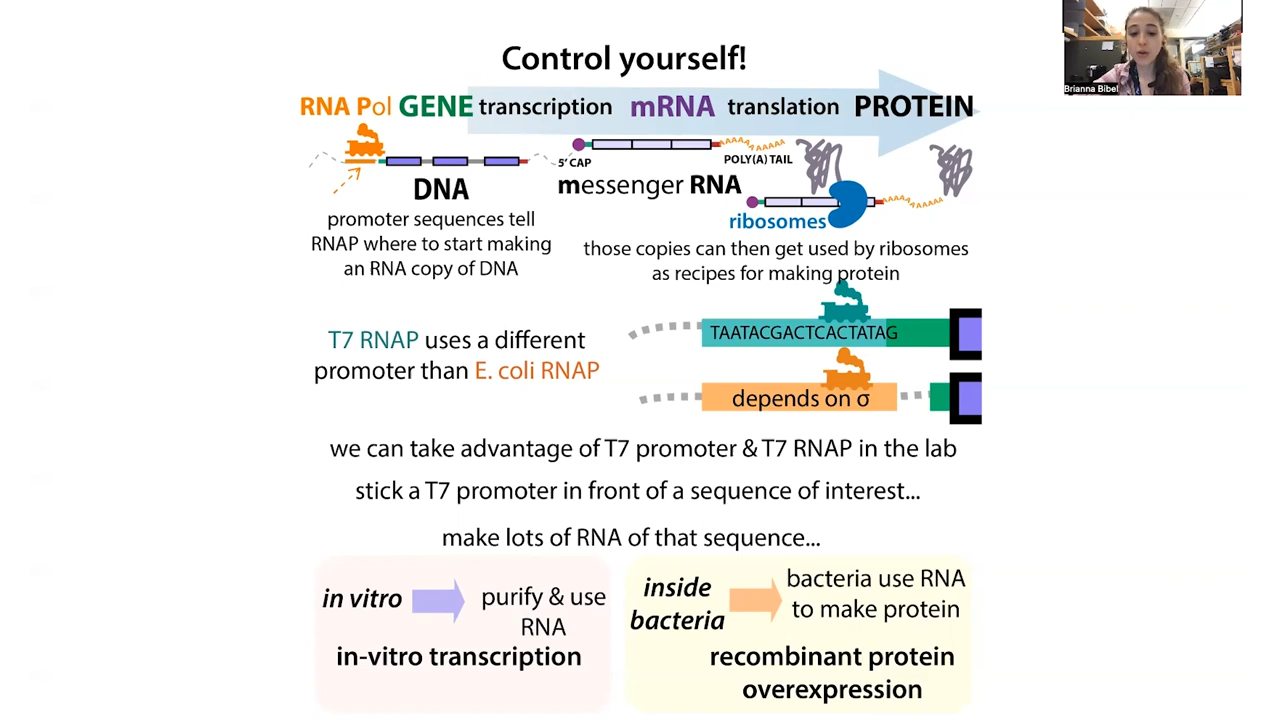 Control yourself!
Brianna Bibel
RNA Pol GENE transcription mRNA translation PROTEIN
5' CAP
POLY(A) TAIL
DNA
messenger RNA
promoter sequences tell
RNAP where to start making
an RNA copy of DNA
ribosomes
those copies can then get used by ribosomes
as recipes for making protein
T7 RNAP uses a different
promoter than E. coli RNAP
TAATACGACTCACTATAG
depends on σ
we can take advantage of T7 promoter & T7 RNAP in the lab
stick a T7 promoter in front of a sequence of interest...
make lots of RNA of that sequence...
in vitro
purify & use
RNA
in-vitro transcription
inside
bacteria
bacteria use RNA
to make protein
recombinant protein
overexpression